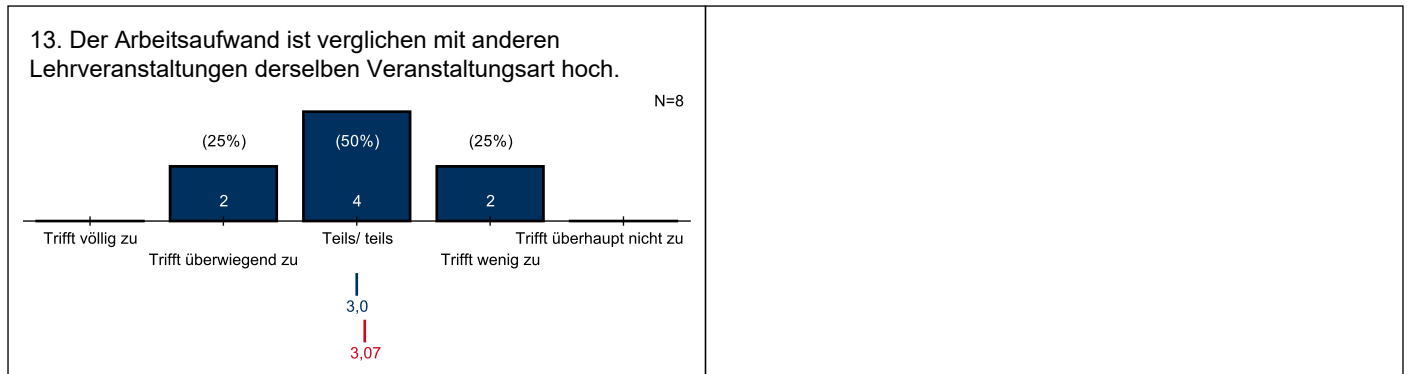 13. Der Arbeitsaufwand ist verglichen mit anderen
Lehrveranstaltungen derselben Veranstaltungsart hoch.
N=8
(25%) (50%) (25%)
2 4 2
Trifft völlig zu Teils/ teils Trifft überhaupt nicht zu
Trifft überwiegend zu Trifft wenig zu
3,0
3,07